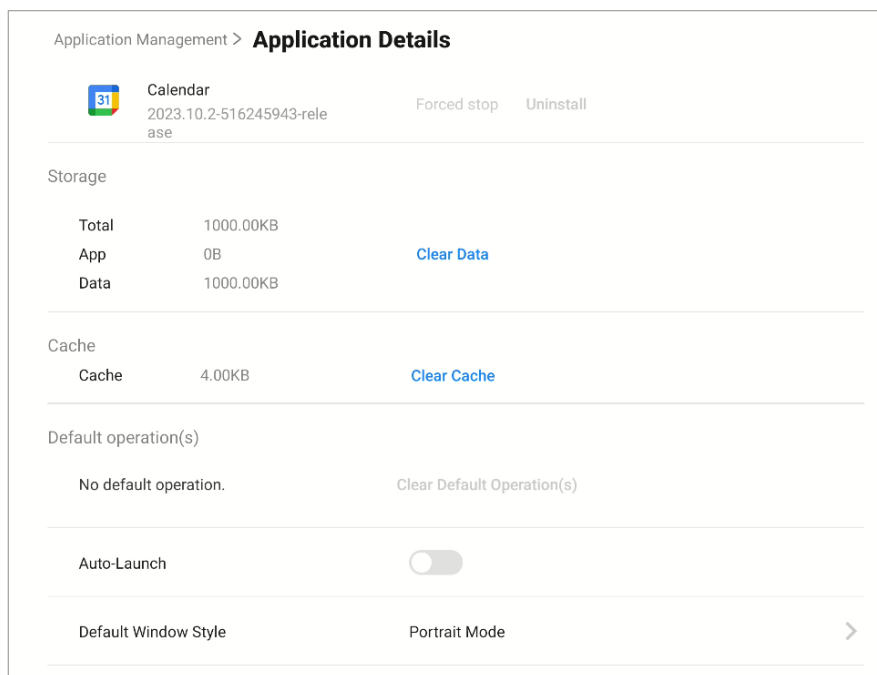 Application Management > Application Details
31
Calendar
2023.10.2-516245943-rele
ase
Forced stop Uninstall
Storage
Total 1000.00KB
App 0B Clear Data
Data 1000.00KB
Cache
Cache 4.00KB Clear Cache
Default operation(s)
No default operation. Clear Default Operation(s)
Auto-Launch
Default Window Style Portrait Mode